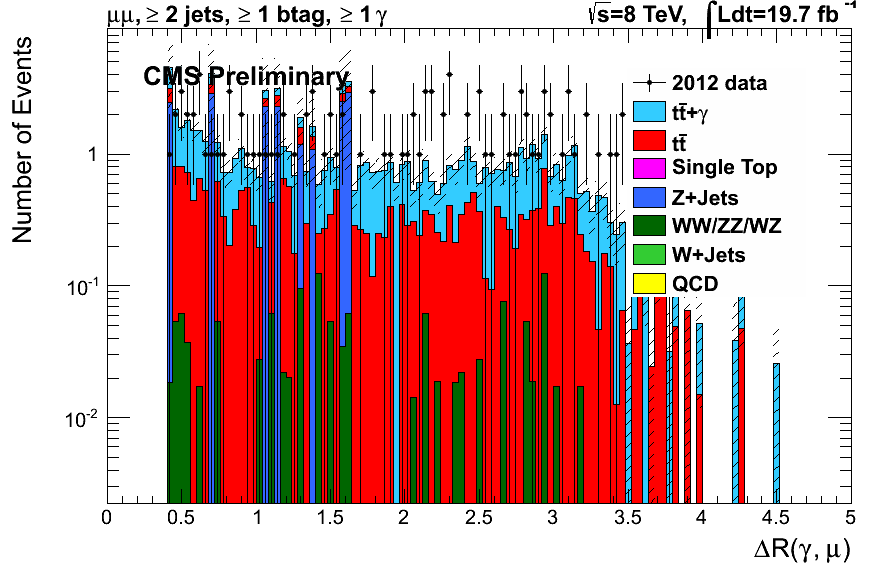 μμ, ≥ 2 jets, ≥ 1 btag, ≥ 1 γ √s=8 TeV, ∫Ldt=19.7 fb⁻¹
CMS Preliminary
2012 data
tt̄+γ
tt̄
Single Top
Z+Jets
WW/ZZ/WZ
W+Jets
QCD
Number of Events
1
10⁻¹
10⁻²
0 0.5 1 1.5 2 2.5 3 3.5 4 4.5 5
ΔR(γ, μ)